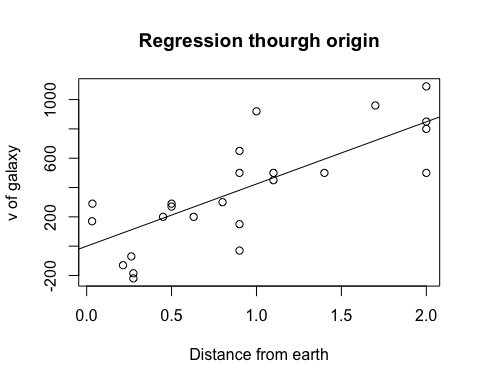 Regression thourgh origin
v of galaxy
1000
600
200
-200
0.0 0.5 1.0 1.5 2.0
Distance from earth